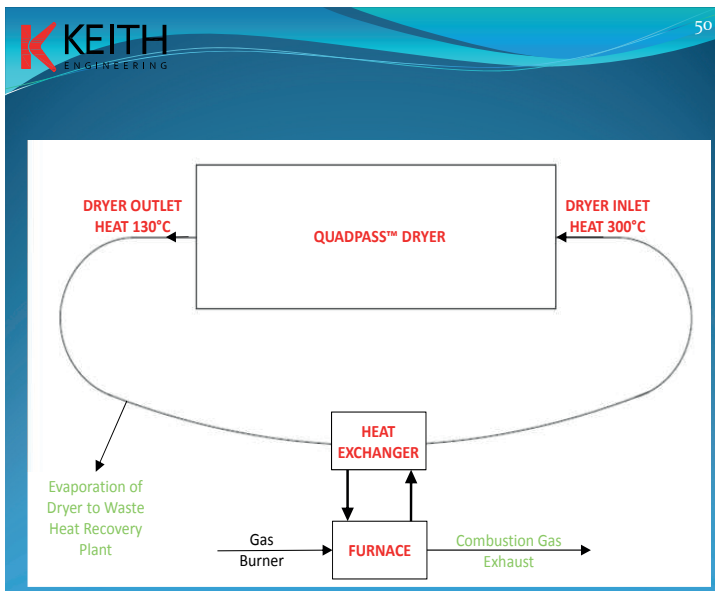 50
KEITH
ENGINEERING
DRYER OUTLET
HEAT 130°C
QUADPASS™ DRYER
DRYER INLET
HEAT 300°C
HEAT
EXCHANGER
Evaporation of
Dryer to Waste
Heat Recovery
Plant
Gas
Burner
FURNACE
Combustion Gas
Exhaust